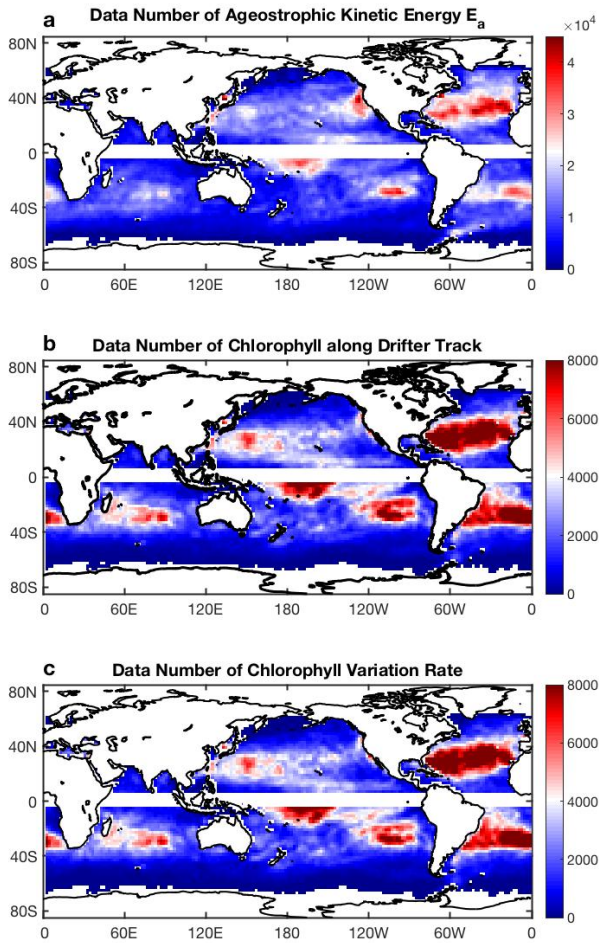 a
Data Number of Ageostrophic Kinetic Energy Ea
×10⁴
80N
40N
0
40S
80S
0 60E 120E 180 120W 60W 0
4
3
2
1
0
b
Data Number of Chlorophyll along Drifter Track
80N
40N
0
40S
80S
0 60E 120E 180 120W 60W 0
8000
6000
4000
2000
0
c
Data Number of Chlorophyll Variation Rate
80N
40N
0
40S
80S
0 60E 120E 180 120W 60W 0
8000
6000
4000
2000
0